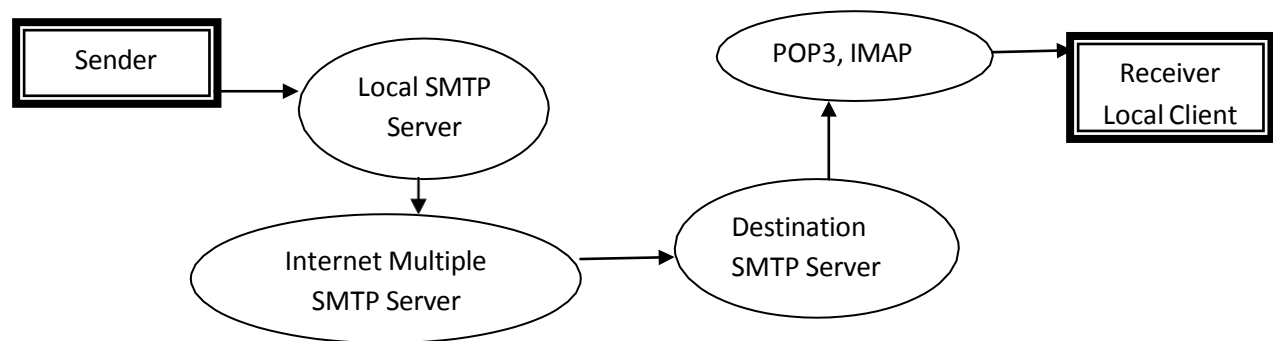 Sender
Local SMTP
Server
Internet Multiple
SMTP Server
Destination
SMTP Server
POP3, IMAP
Receiver
Local Client